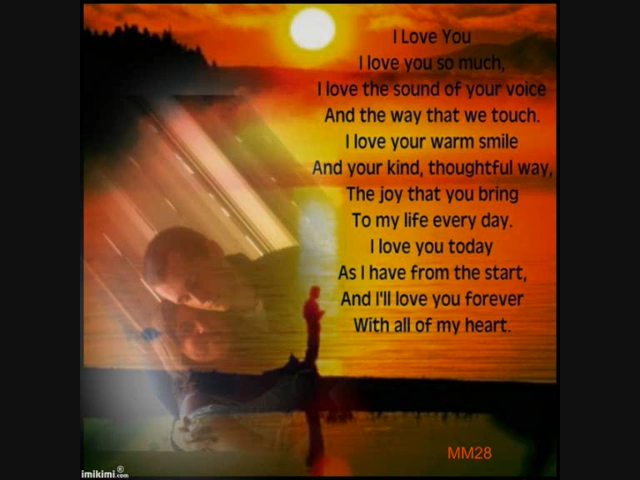 I Love You
I love you so much,
I love the sound of your voice
And the way that we touch.
I love your warm smile
And your kind, thoughtful way,
The joy that you bring
To my life every day.
I love you today
As I have from the start,
And I'll love you forever
With all of my heart.
MM28
imikimi.com®